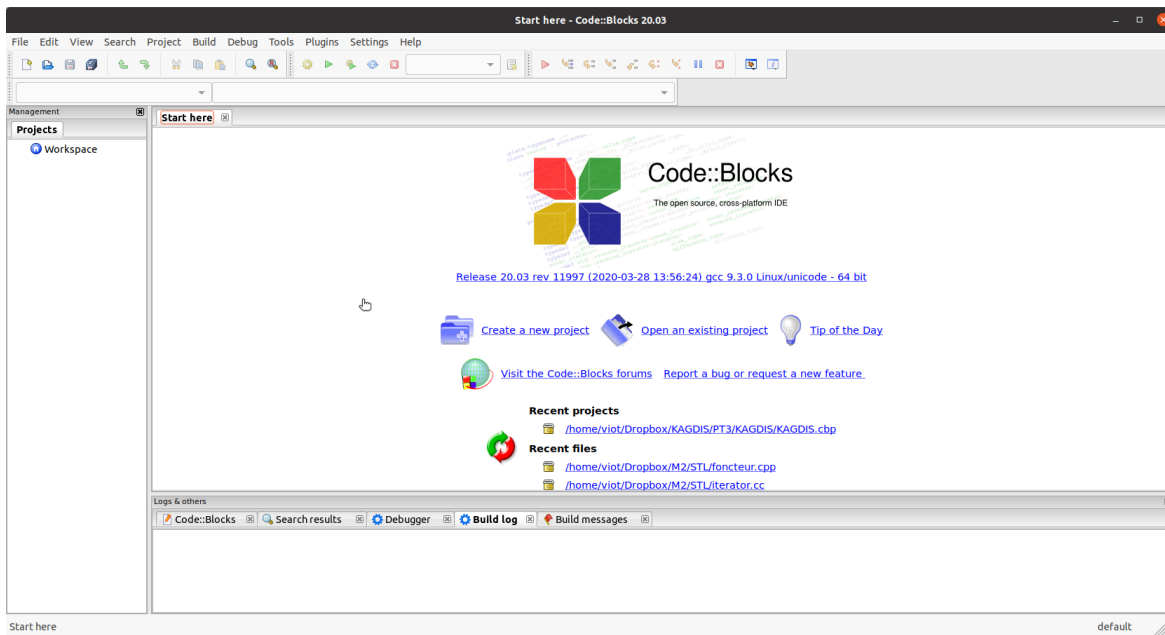 Start here - Code::Blocks 20.03
File Edit View Search Project Build Debug Tools Plugins Settings Help
Management
Projects
Workspace
Start here
Code::Blocks
The open source, cross-platform IDE
Release 20.03 rev 11997 (2020-03-28 13:56:24) gcc 9.3.0 Linux/unicode - 64 bit
Create a new project Open an existing project Tip of the Day
Visit the Code::Blocks forums Report a bug or request a new feature
Recent projects
/home/viot/Dropbox/KAGDIS/PT3/KAGDIS/KAGDIS.cbp
Recent files
/home/viot/Dropbox/M2/STL/foncteur.cpp
/home/viot/Dropbox/M2/STL/iterator.cc
Logs & others
Code::Blocks Search results Debugger Build log Build messages
Start here default